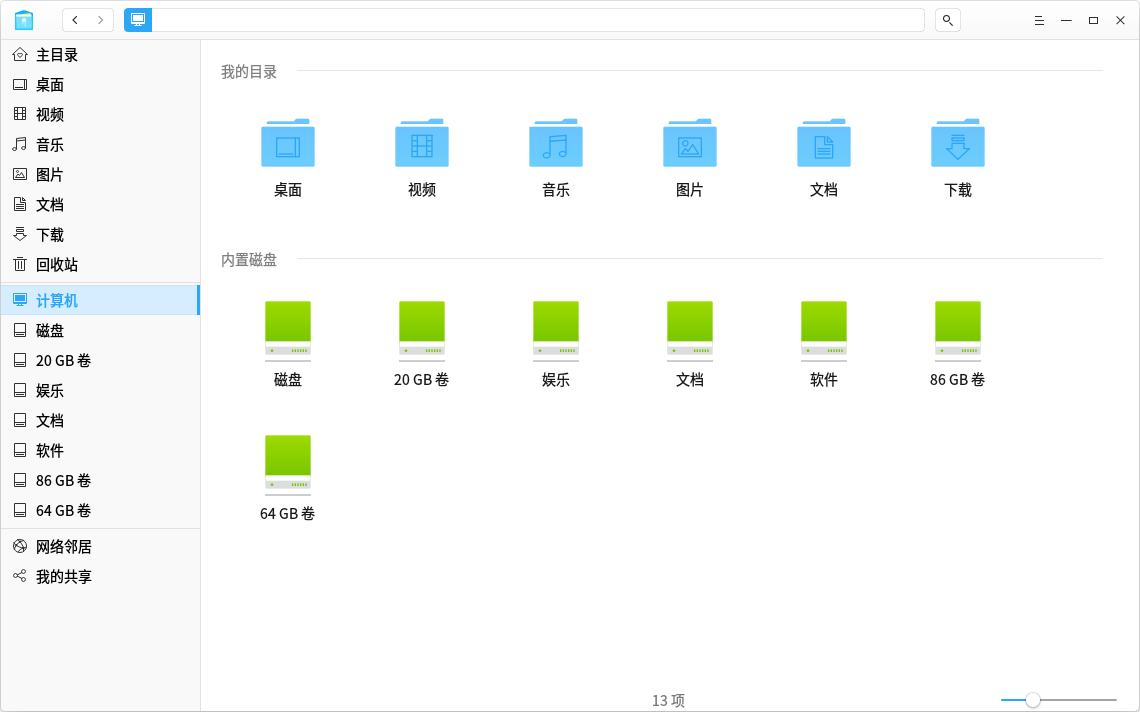 主目录
桌面
视频
音乐
图片
文档
下载
回收站
计算机
磁盘
20 GB 卷
娱乐
文档
软件
86 GB 卷
64 GB 卷
网络邻居
我的共享
我的目录
桌面 视频 音乐 图片 文档 下载
内置磁盘
磁盘 20 GB 卷 娱乐 文档 软件 86 GB 卷
64 GB 卷
13 项